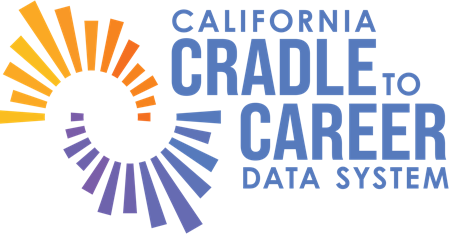 CALIFORNIA
CRADLE TO
CAREER
DATA SYSTEM